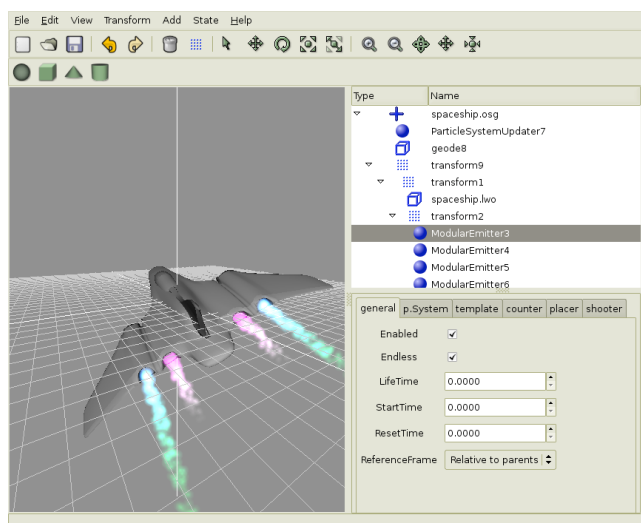 File Edit View Transform Add State Help
Type Name
spaceship.osg
ParticleSystemUpdater7
geode8
transform9
transform1
spaceship.lwo
transform2
ModularEmitter3
ModularEmitter4
ModularEmitter5
ModularEmitter6
general p.System template counter placer shooter
Enabled
Endless
LifeTime 0.0000
StartTime 0.0000
ResetTime 0.0000
ReferenceFrame Relative to parents